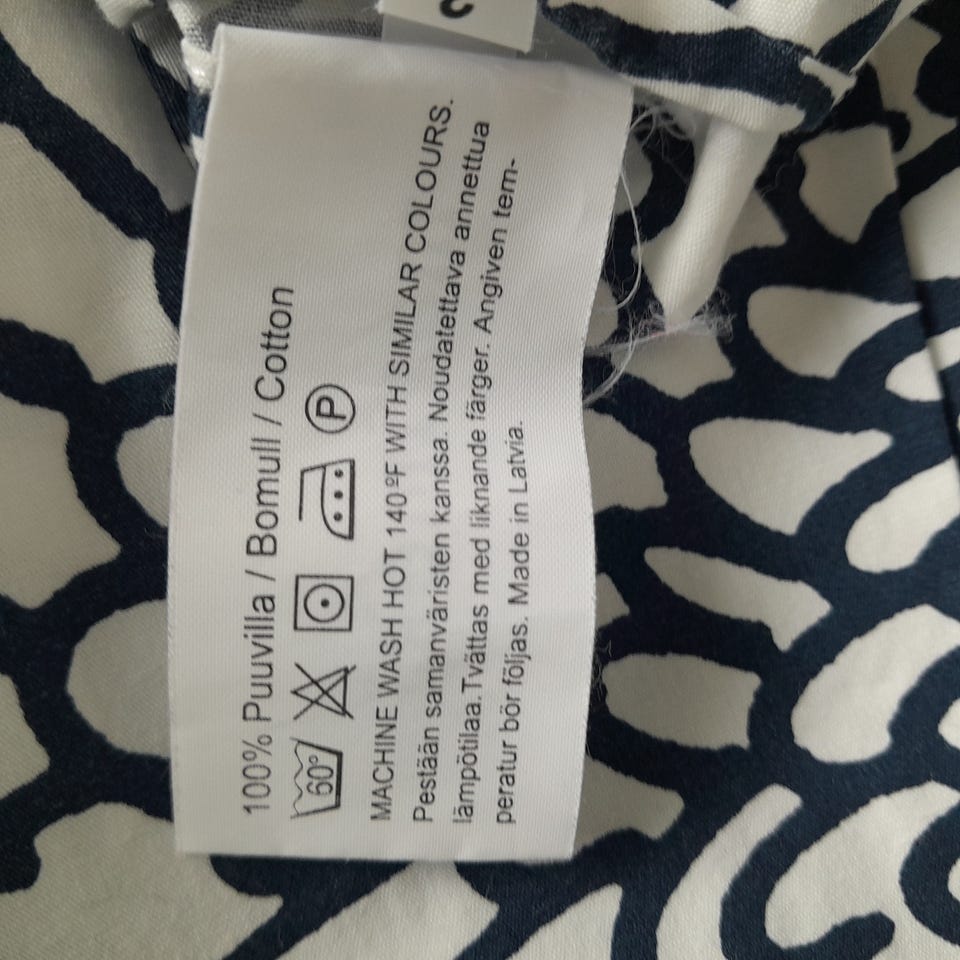 100% Puuvilla / Bomull / Cotton
60° P
MACHINE WASH HOT 140ºF WITH SIMILAR COLOURS.
Pestään samanväristen kanssa. Noudatettava annettua
lämpötilaa.Tvättas med liknande färger. Angiven tem-
peratur bör följas. Made in Latvia.